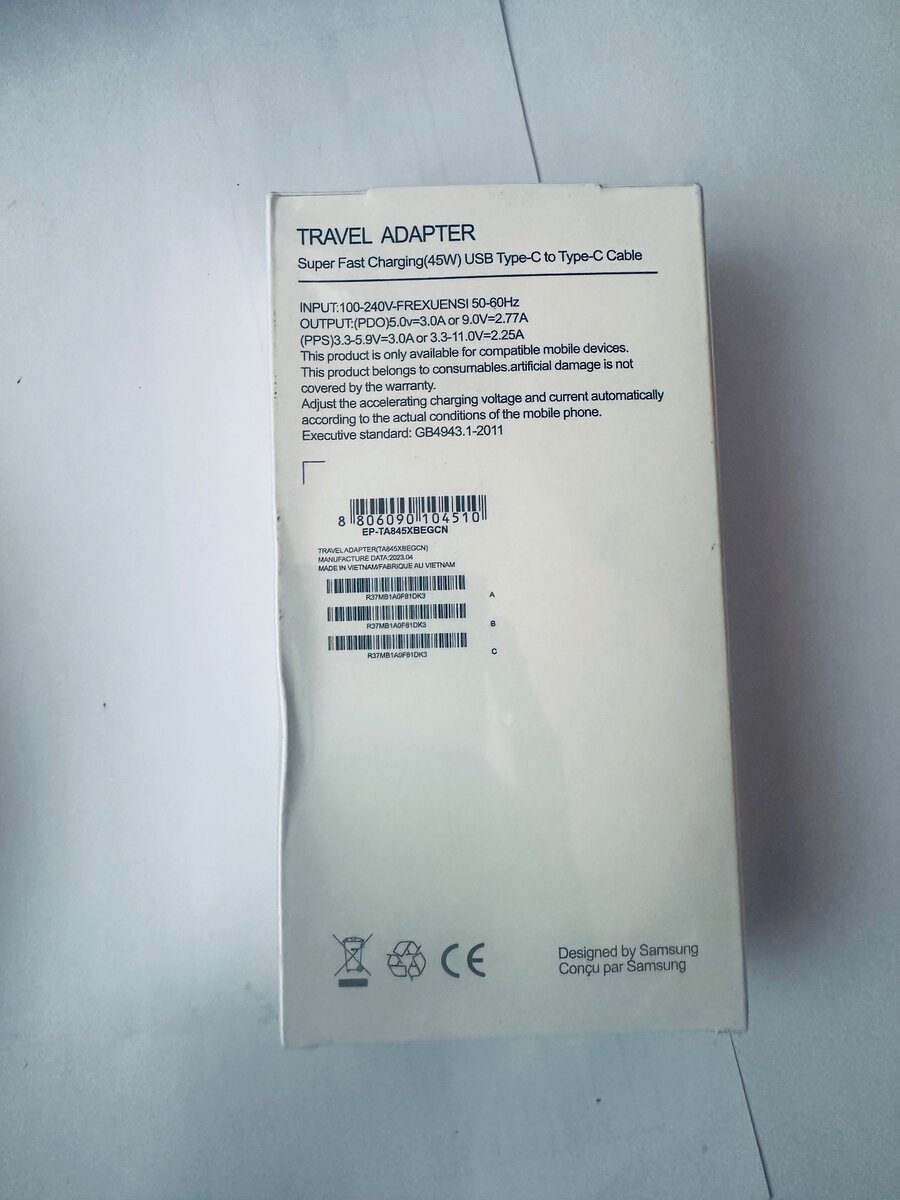 TRAVEL ADAPTER
Super Fast Charging(45W) USB Type-C to Type-C Cable
INPUT:100-240V-FREXUENSI 50-60Hz
OUTPUT:(PDO)5.0v=3.0A or 9.0V=2.77A
(PPS)3.3-5.9V=3.0A or 3.3-11.0V=2.25A
This product is only available for compatible mobile devices.
This product belongs to consumables.artificial damage is not
covered by the warranty.
Adjust the accelerating charging voltage and current automatically
according to the actual conditions of the mobile phone.
Executive standard: GB4943.1-2011
8 806090 104510
EP-TA845XBEGCN
TRAVEL ADAPTER(TA845XBEGCN)
MANUFACTURE DATA:2023.04
MADE IN VIETNAM/FABRIQUE AU VIETNAM
R37MB1A0F81DK3 A
R37MB1A0F81DK3 B
R37MB1A0F81DK3 C
CE
Designed by Samsung
Conçu par Samsung